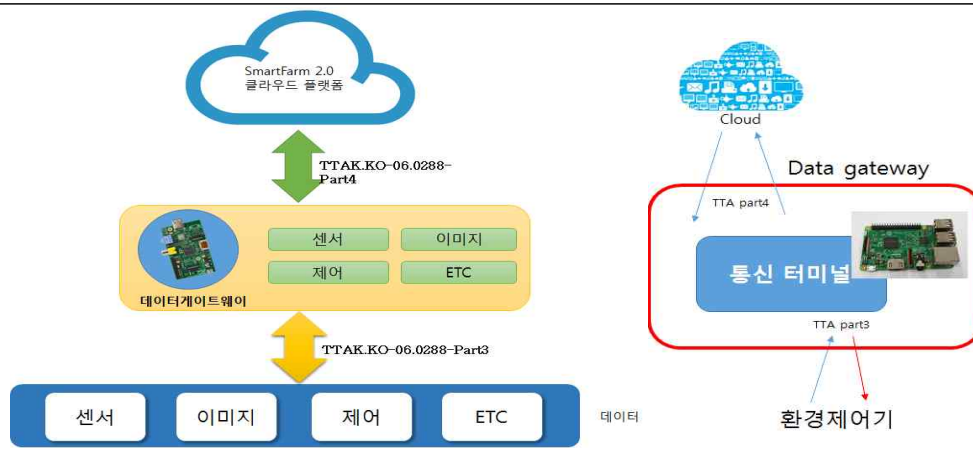 SmartFarm 2.0
클라우드 플랫폼
TTAK.KO-06.0288-
Part4
센서
이미지
제어
ETC
데이터게이트웨이
TTAK.KO-06.0288-Part3
센서
이미지
제어
ETC
데이터
Cloud
Data gateway
TTA part4
통신 터미널
TTA part3
환경제어기